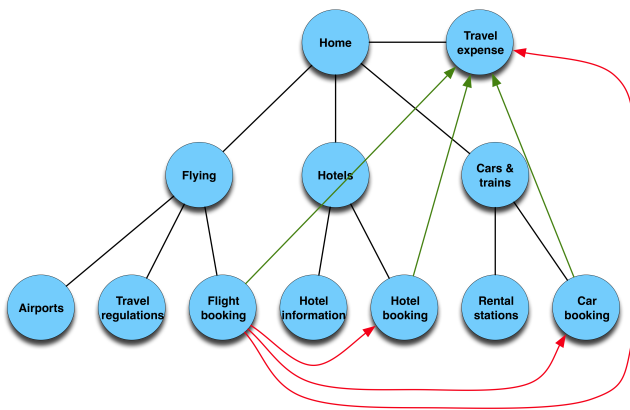 Home
Travel
expense
Flying
Hotels
Cars &
trains
Airports
Travel
regulations
Flight
booking
Hotel
information
Hotel
booking
Rental
stations
Car
booking